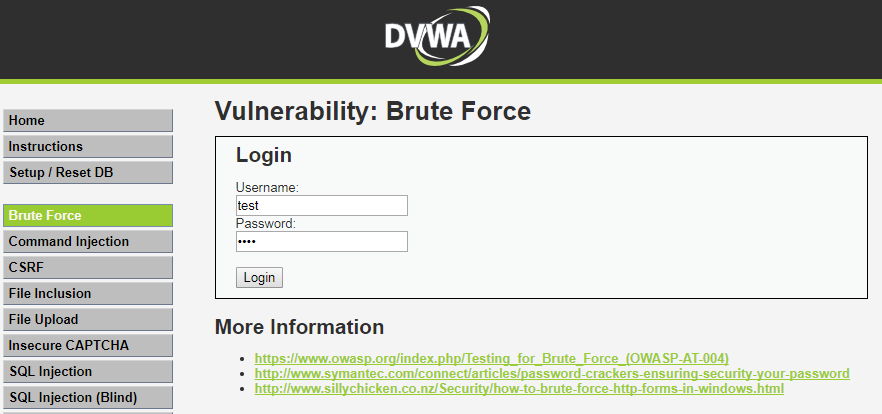 DVWA
Home
Instructions
Setup / Reset DB
Brute Force
Command Injection
CSRF
File Inclusion
File Upload
Insecure CAPTCHA
SQL Injection
SQL Injection (Blind)
Vulnerability: Brute Force
Login
Username:
test
Password:
••••
Login
More Information
• https://www.owasp.org/index.php/Testing_for_Brute_Force_(OWASP-AT-004)
• http://www.symantec.com/connect/articles/password-crackers-ensuring-security-your-password
• http://www.sillychicken.co.nz/Security/how-to-brute-force-http-forms-in-windows.html